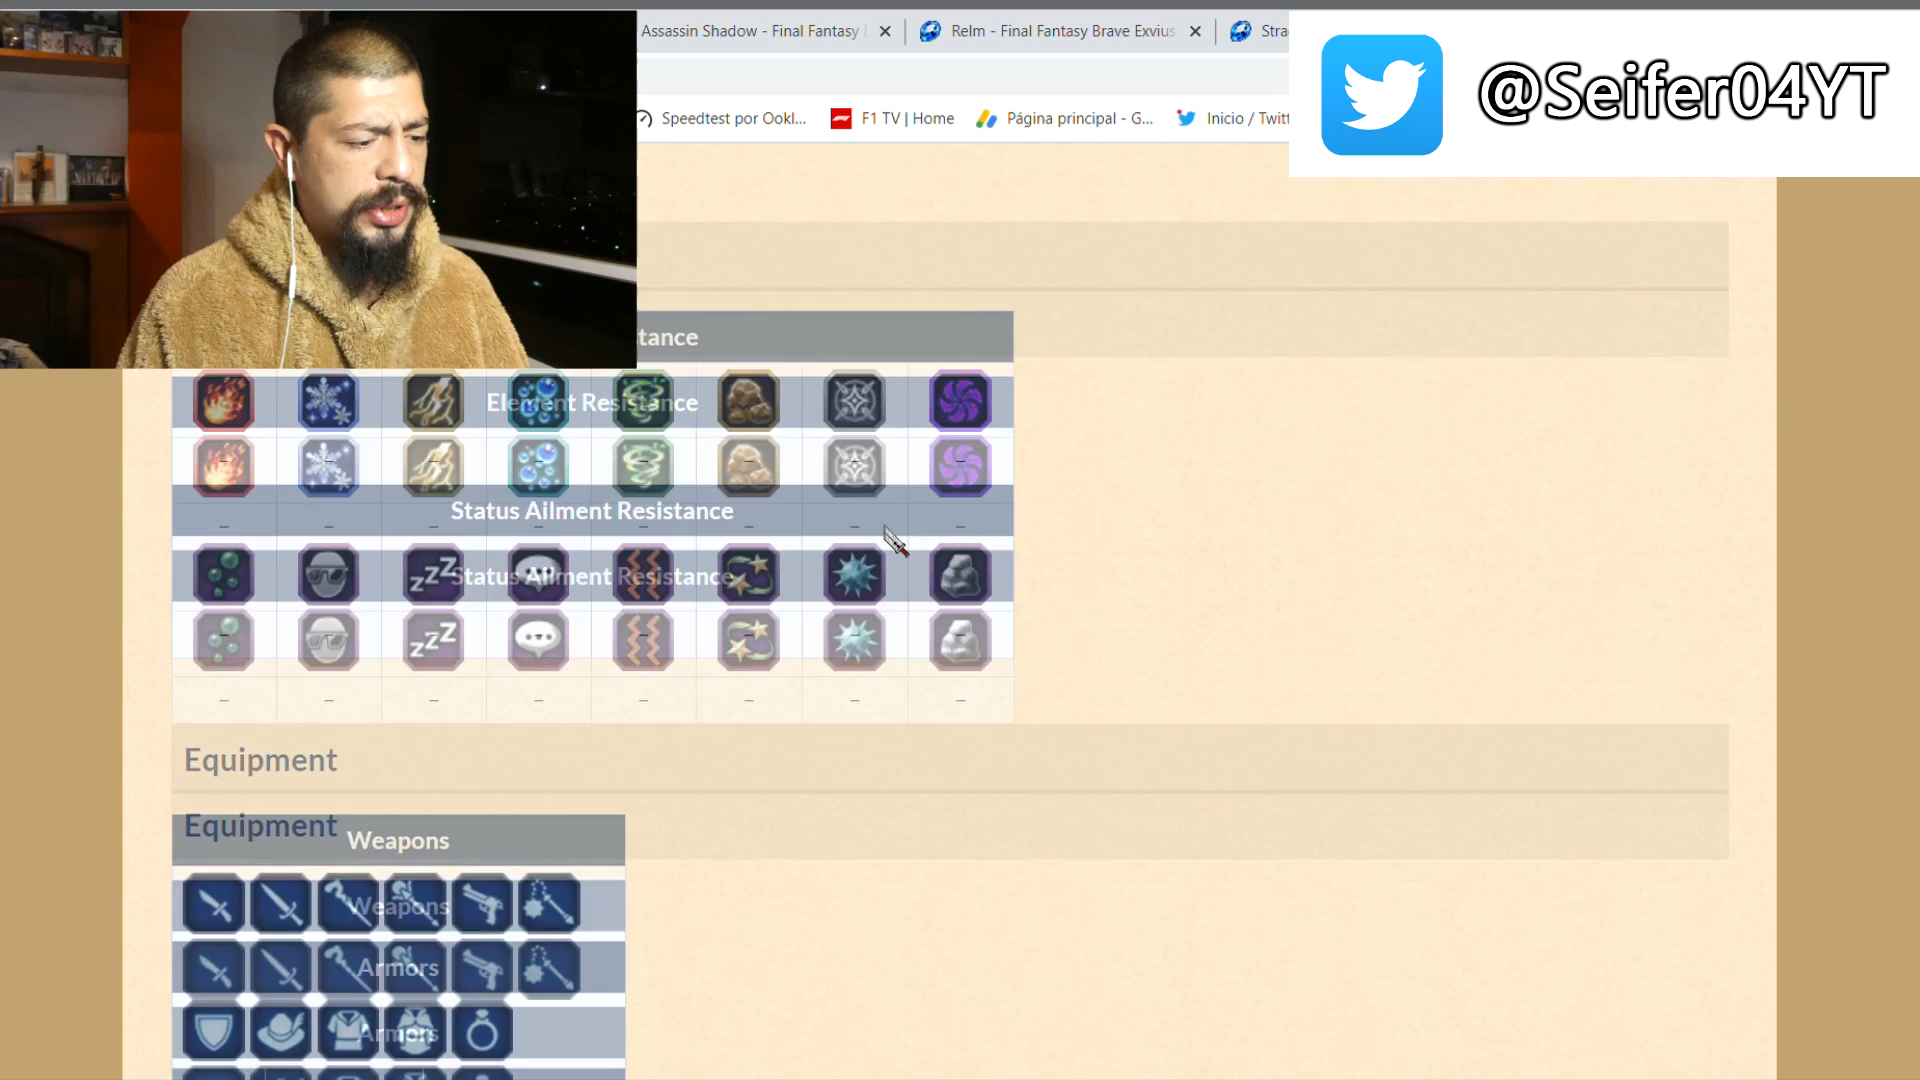 Assassin Shadow - Final Fantasy
Relm - Final Fantasy Brave Exvius
Stra
@Seifer04YT
Speedtest por Ookl...
F1 TV | Home
Página principal - G...
Inicio / Twitt
stance
Element Resistance
Status Ailment Resistance
Status Ailment Resistance
Equipment
Equipment
Weapons
Weapons
Armors
Armors